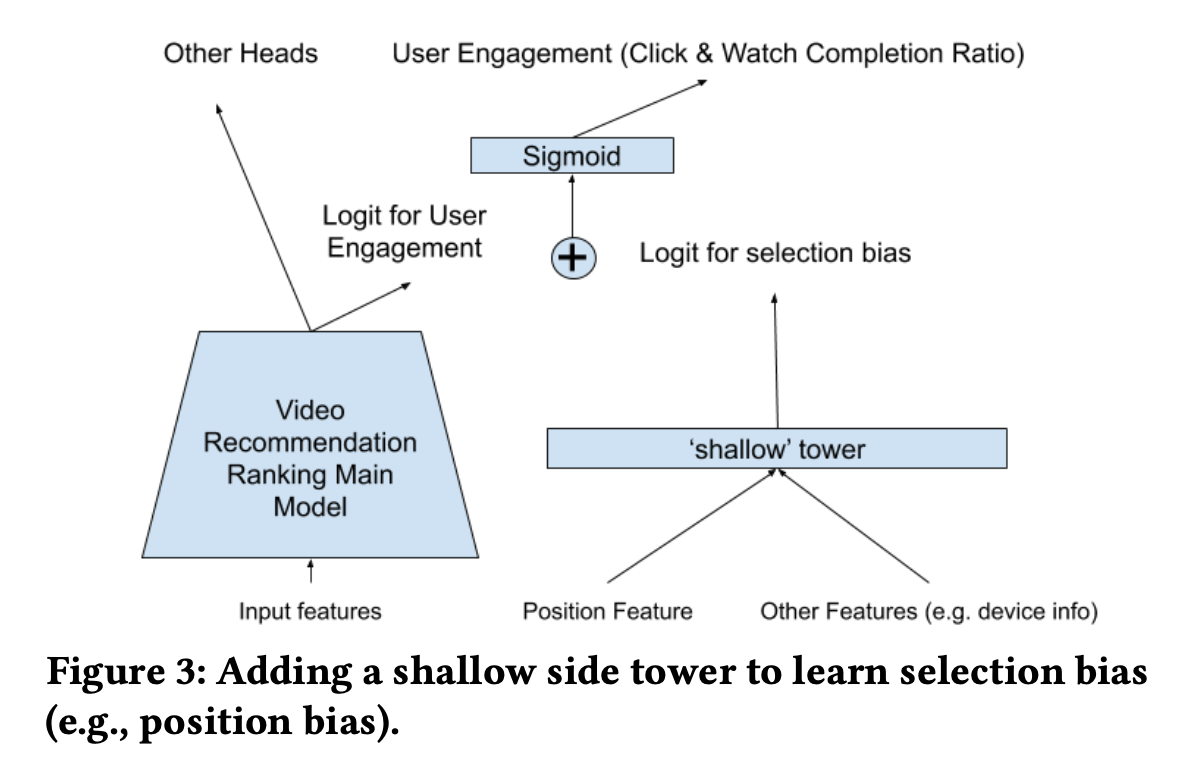 Other Heads
User Engagement (Click & Watch Completion Ratio)
Sigmoid
Logit for User
Engagement
+
Logit for selection bias
Video
Recommendation
Ranking Main
Model
‘shallow’ tower
Input features
Position Feature
Other Features (e.g. device info)
Figure 3: Adding a shallow side tower to learn selection bias
(e.g., position bias).